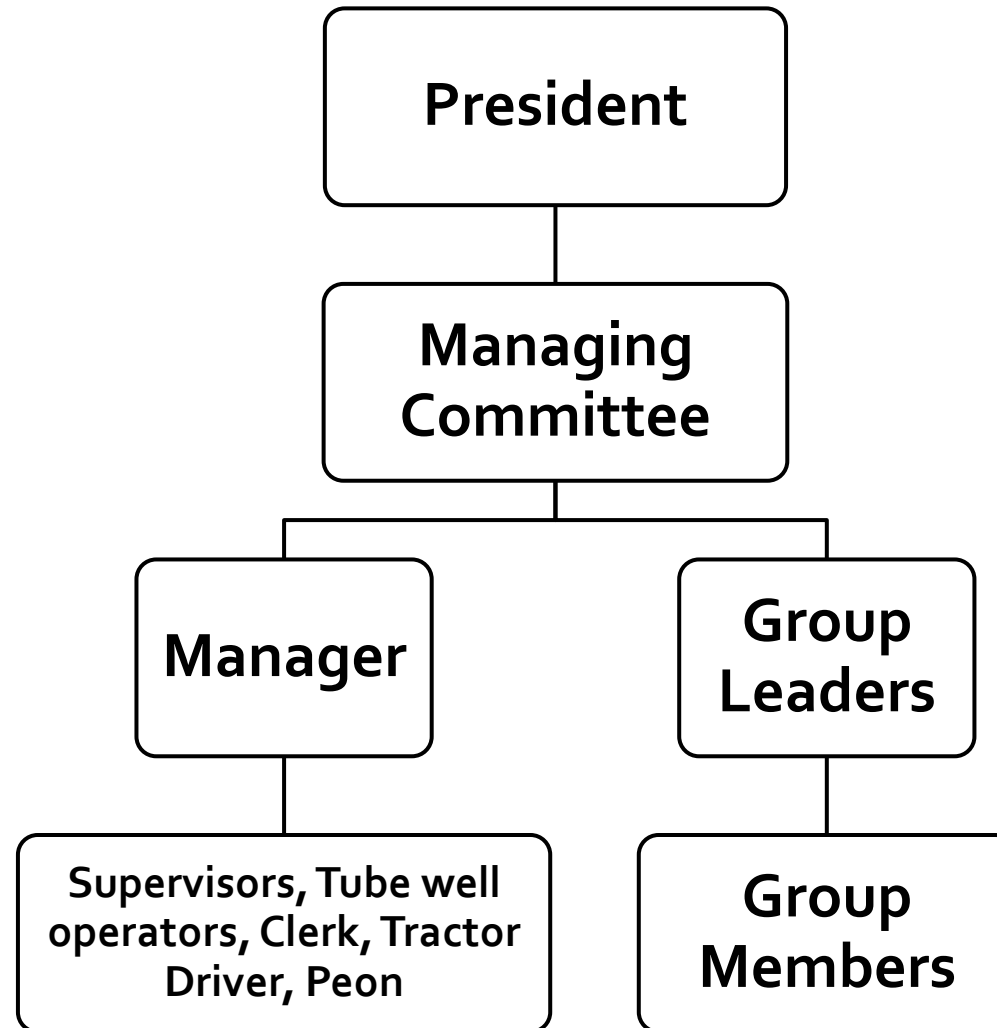 President
Managing
Committee
Manager
Group
Leaders
Supervisors, Tube well
operators, Clerk, Tractor
Driver, Peon
Group
Members